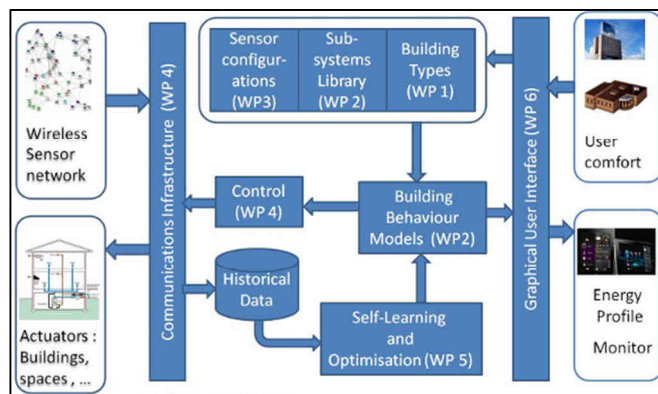 Wireless
Sensor
network
Actuators :
Buildings,
spaces , ...
Communications Infrastructure (WP 4)
Sensor
configur-
ations
(WP3)
Sub-
systems
Library
(WP 2)
Building
Types
(WP 1)
Control
(WP 4)
Building
Behaviour
Models (WP2)
Historical
Data
Self-Learning
and
Optimisation (WP 5)
Graphical User Interface (WP 6)
User
comfort
Energy
Profile
Monitor